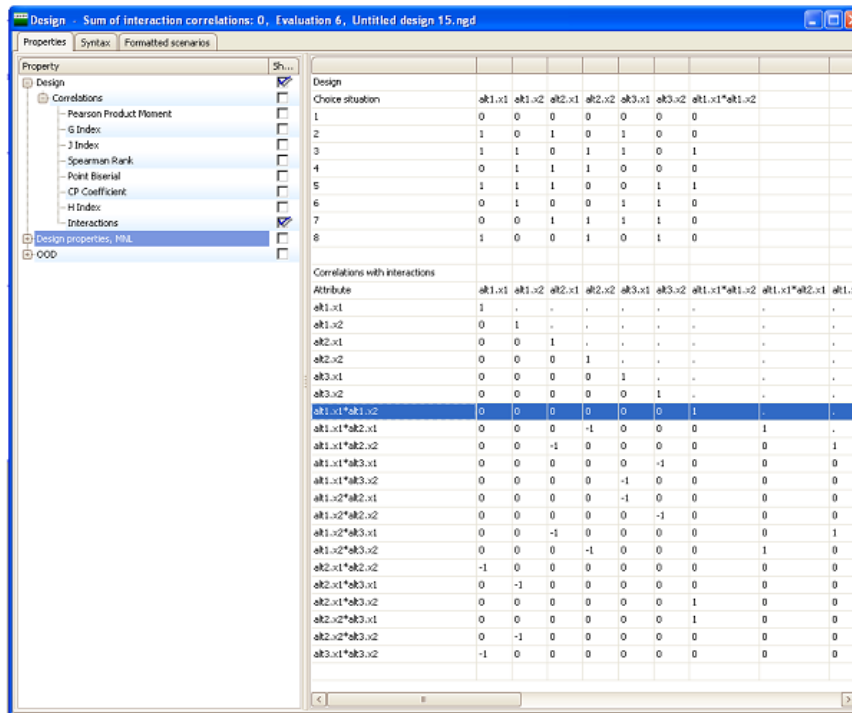 Design - Sum of interaction correlations: 0, Evaluation 6, Untitled design 15.ngd
Properties Syntax Formatted scenarios
Property Sh...
Design
Correlations
Pearson Product Moment
G Index
J Index
Spearman Rank
Point Biserial
CP Coefficient
H Index
Interactions
Design properties, MNL
OOD
Design
Choice situation alt1.x1 alt1.x2 alt2.x1 alt2.x2 alt3.x1 alt3.x2 alt1.x1*alt1.x2
1 0 0 0 0 0 0 0
2 1 0 1 0 1 0 0
3 1 1 0 1 1 0 1
4 0 1 1 1 0 0 0
5 1 1 1 0 0 1 1
6 0 1 0 0 1 1 0
7 0 0 1 1 1 1 0
8 1 0 0 1 0 1 0
Correlations with interactions
Attribute alt1.x1 alt1.x2 alt2.x1 alt2.x2 alt3.x1 alt3.x2 alt1.x1*alt1.x2 alt1.x1*alt2.x1 alt1.
alt1.x1 1 . . . . . . . .
alt1.x2 0 1 . . . . . . .
alt2.x1 0 0 1 . . . . . .
alt2.x2 0 0 0 1 . . . . .
alt3.x1 0 0 0 0 1 . . . .
alt3.x2 0 0 0 0 0 1 . . .
alt1.x1*alt1.x2 0 0 0 0 0 0 1 . .
alt1.x1*alt2.x1 0 0 0 -1 0 0 0 1 .
alt1.x1*alt2.x2 0 0 -1 0 0 0 0 0 1
alt1.x1*alt3.x1 0 0 0 0 0 -1 0 0 0
alt1.x1*alt3.x2 0 0 0 0 -1 0 0 0 0
alt1.x2*alt2.x1 0 0 0 0 -1 0 0 0 0
alt1.x2*alt2.x2 0 0 0 0 0 -1 0 0 0
alt1.x2*alt3.x1 0 0 -1 0 0 0 0 0 1
alt1.x2*alt3.x2 0 0 0 -1 0 0 0 1 0
alt2.x1*alt2.x2 -1 0 0 0 0 0 0 0 0
alt2.x1*alt3.x1 0 -1 0 0 0 0 0 0 0
alt2.x1*alt3.x2 0 0 0 0 0 0 1 0 0
alt2.x2*alt3.x1 0 0 0 0 0 0 1 0 0
alt2.x2*alt3.x2 0 -1 0 0 0 0 0 0 0
alt3.x1*alt3.x2 -1 0 0 0 0 0 0 0 0